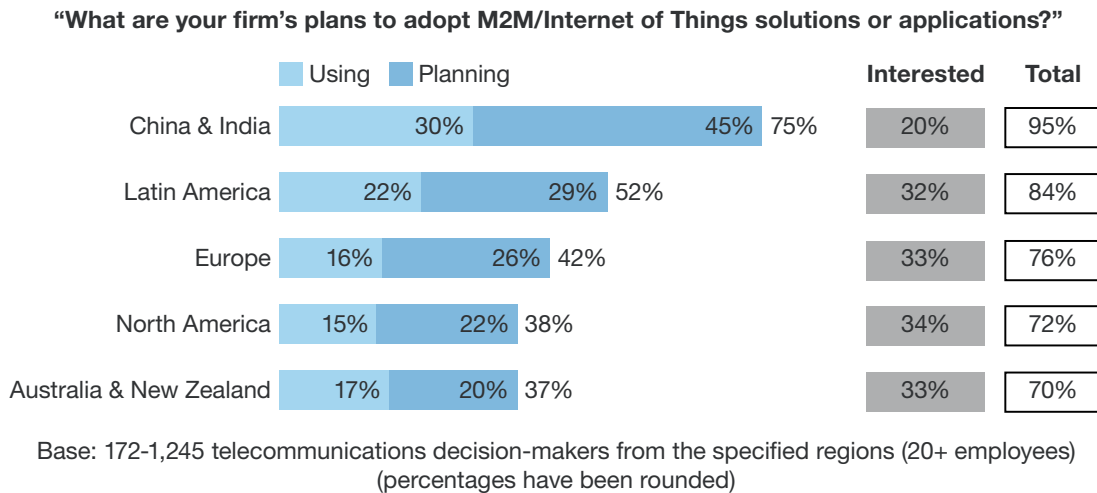 “What are your firm’s plans to adopt M2M/Internet of Things solutions or applications?”
Using Planning Interested Total
China & India 30% 45% 75% 20% 95%
Latin America 22% 29% 52% 32% 84%
Europe 16% 26% 42% 33% 76%
North America 15% 22% 38% 34% 72%
Australia & New Zealand 17% 20% 37% 33% 70%
Base: 172-1,245 telecommunications decision-makers from the specified regions (20+ employees)
(percentages have been rounded)